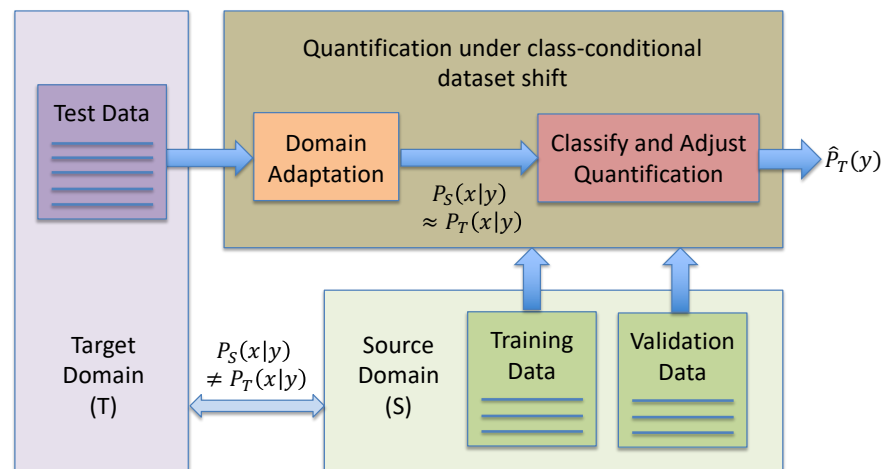 Quantification under class-conditional
dataset shift
Test Data
Domain
Adaptation
Classify and Adjust
Quantification
P̂_T(y)
P_S(x|y)
≈ P_T(x|y)
Target
Domain
(T)
P_S(x|y)
≠ P_T(x|y)
Source
Domain
(S)
Training
Data
Validation
Data